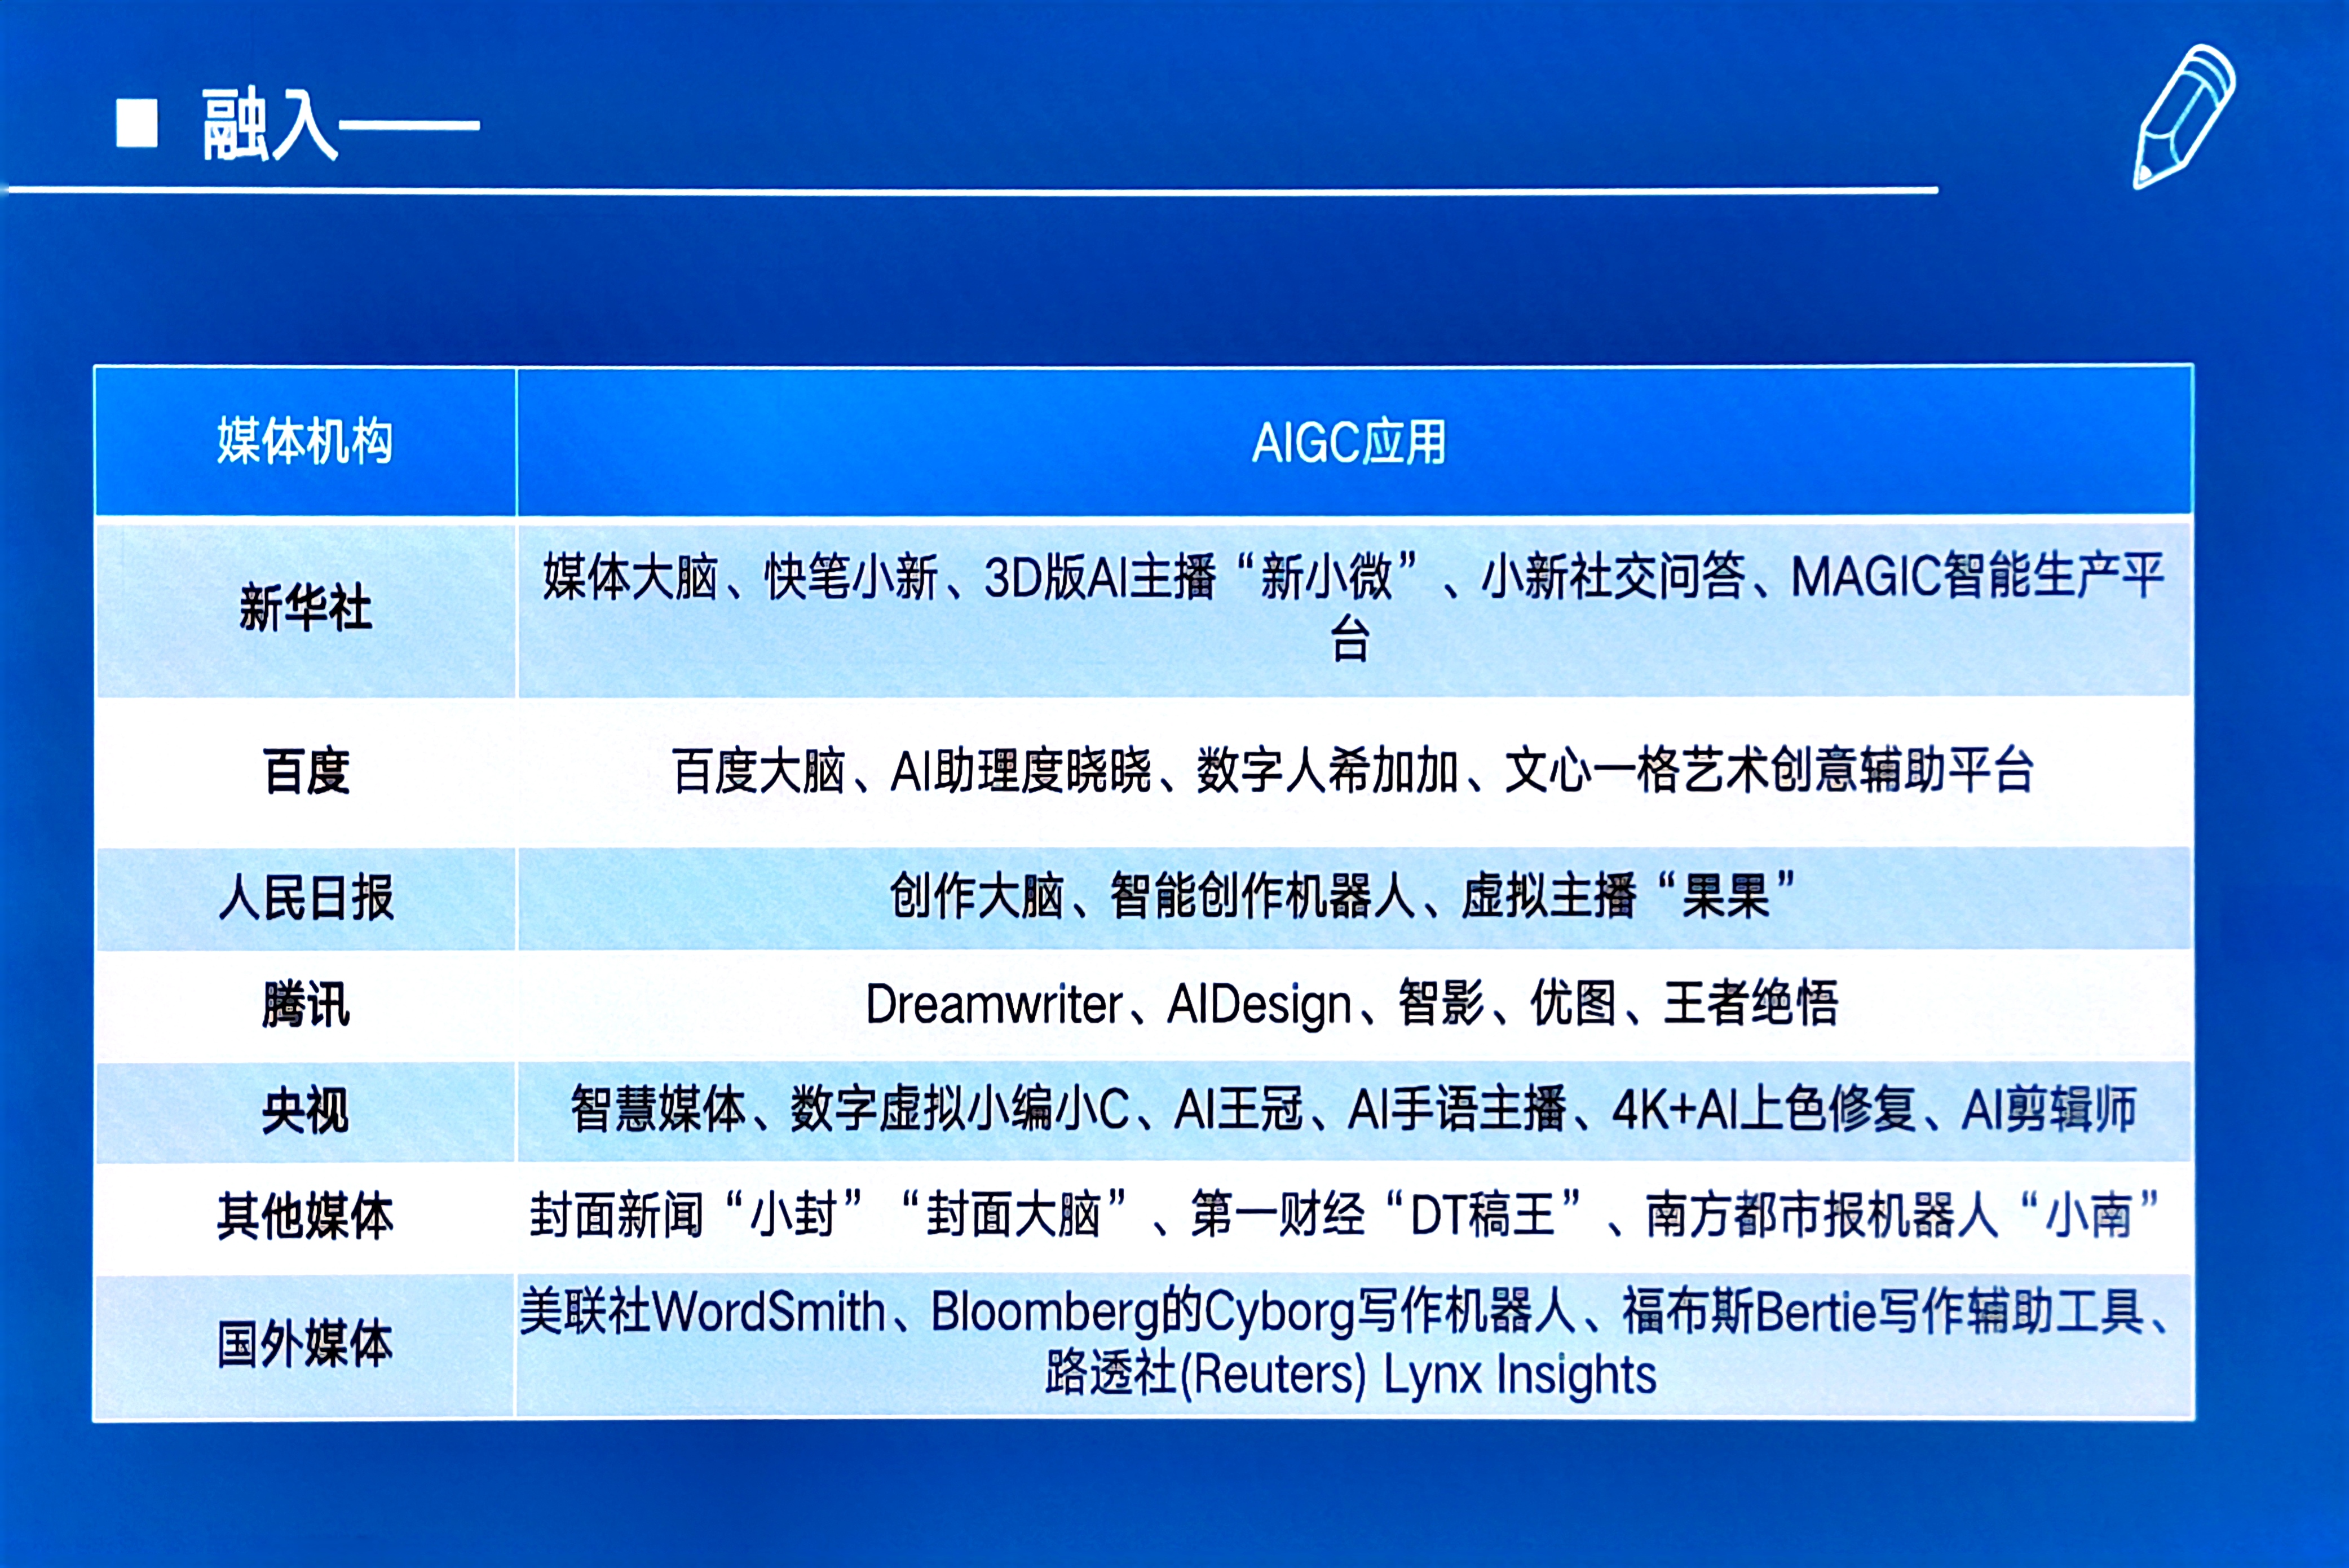 融入——
媒体机构 AIGC应用
新华社 媒体大脑、快笔小新、3D版AI主播“新小微”、小新社交问答、MAGIC智能生产平
台
百度 百度大脑、AI助理度晓晓、数字人希加加、文心一格艺术创意辅助平台
人民日报 创作大脑、智能创作机器人、虚拟主播“果果”
腾讯 Dreamwriter、AIDesign、智影、优图、王者绝悟
央视 智慧媒体、数字虚拟小编小C、AI王冠、AI手语主播、4K+AI上色修复、AI剪辑师
其他媒体 封面新闻“小封”“封面大脑”、第一财经“DT稿王”、南方都市报机器人“小南”
国外媒体 美联社WordSmith、Bloomberg的Cyborg写作机器人、福布斯Bertie写作辅助工具、
路透社(Reuters) Lynx Insights